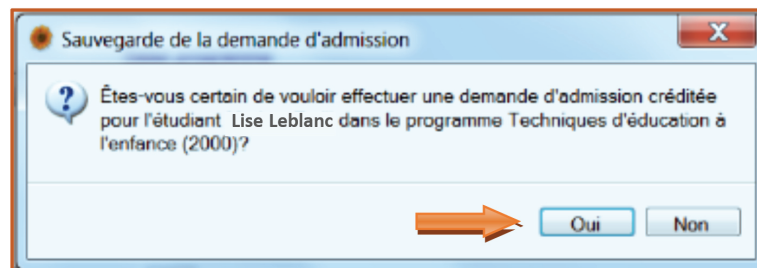 Sauvegarde de la demande d'admission
Êtes-vous certain de vouloir effectuer une demande d'admission créditée
pour l'étudiant Lise Leblanc dans le programme Techniques d'éducation à
l'enfance (2000)?
Oui Non